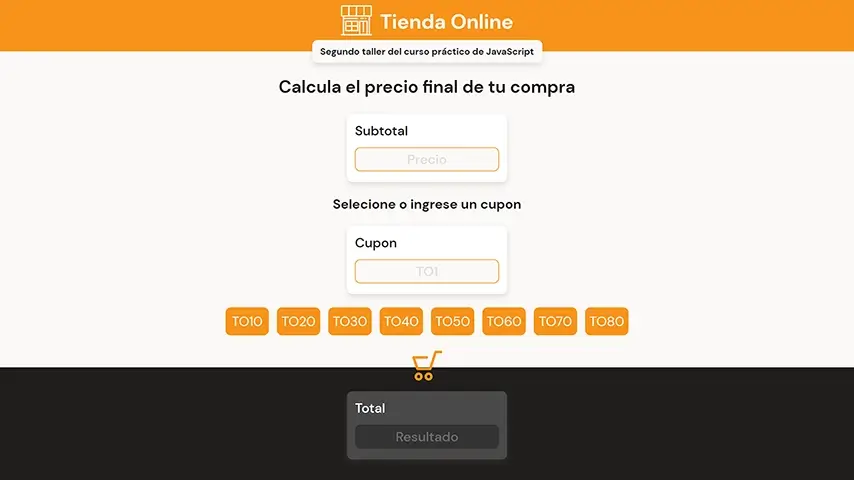 Tienda Online
Segundo taller del curso práctico de JavaScript
Calcula el precio final de tu compra
Subtotal
Precio
Selecione o ingrese un cupon
Cupon
TO1
TO10 TO20 TO30 TO40 TO50 TO60 TO70 TO80
Total
Resultado